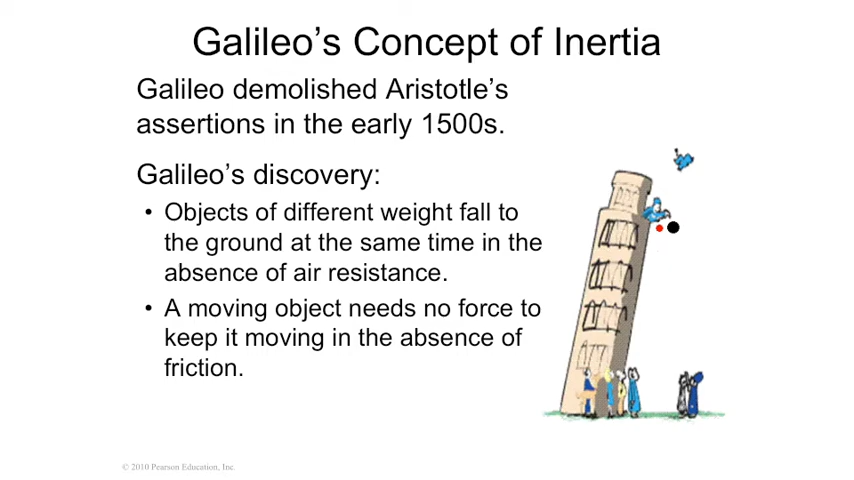 Galileo’s Concept of Inertia
Galileo demolished Aristotle’s
assertions in the early 1500s.
Galileo’s discovery:
• Objects of different weight fall to
the ground at the same time in the
absence of air resistance.
• A moving object needs no force to
keep it moving in the absence of
friction.
© 2010 Pearson Education, Inc.